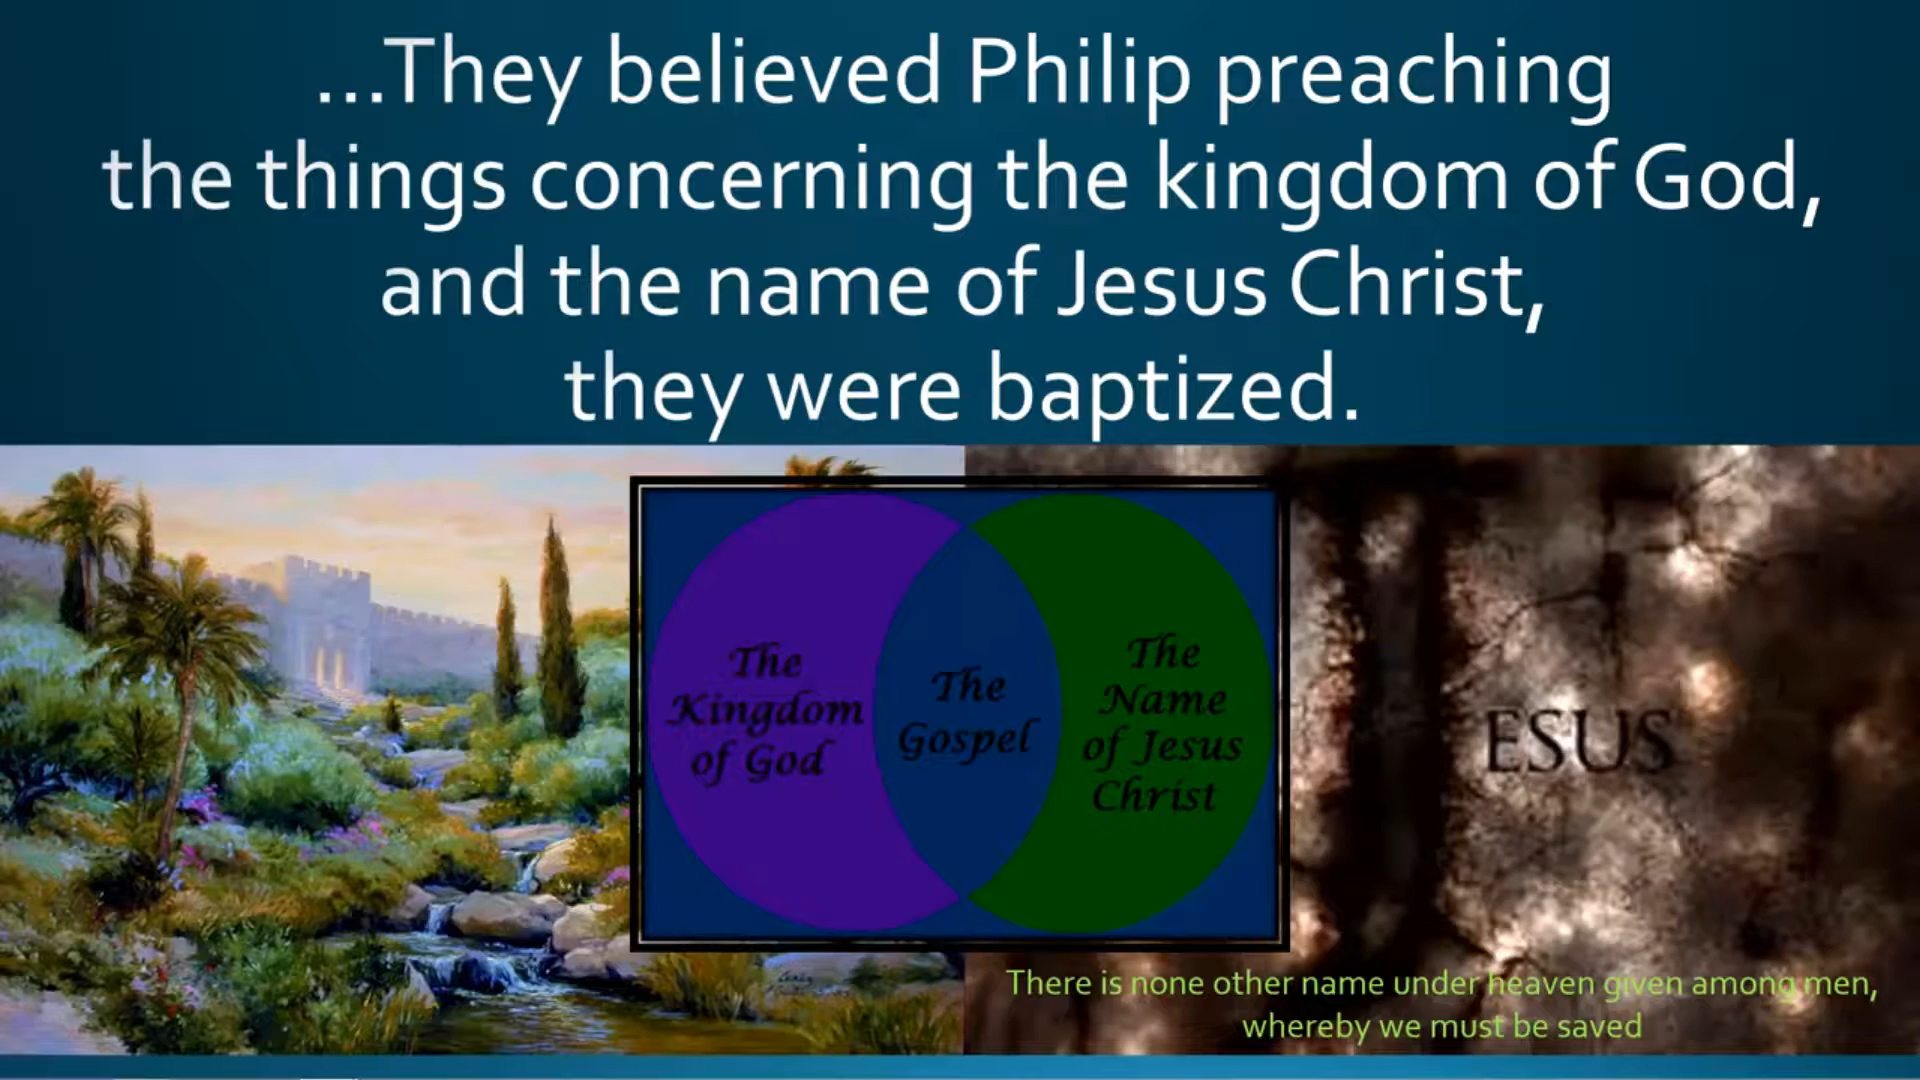 ...They believed Philip preaching
the things concerning the kingdom of God,
and the name of Jesus Christ,
they were baptized.
The
Kingdom
of God
The
Gospel
The
Name
of Jesus
Christ
ESUS
There is none other name under heaven given among men,
whereby we must be saved